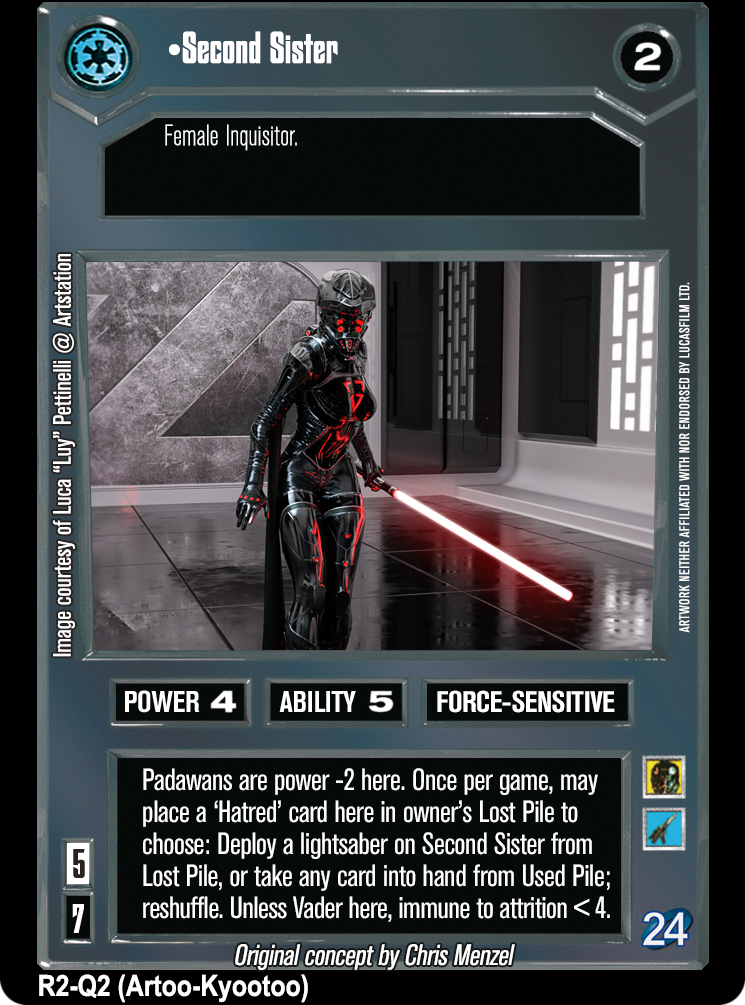 •Second Sister
2
Female Inquisitor.
Image courtesy of Luca “Luy” Pettinelli @ Artstation
ARTWORK NEITHER AFFILIATED WITH NOR ENDORSED BY LUCASFILM LTD.
POWER 4
ABILITY 5
FORCE-SENSITIVE
Padawans are power -2 here. Once per game, may
place a ‘Hatred’ card here in owner’s Lost Pile to
choose: Deploy a lightsaber on Second Sister from
Lost Pile, or take any card into hand from Used Pile;
reshuffle. Unless Vader here, immune to attrition < 4.
5
7
24
Original concept by Chris Menzel
R2-Q2 (Artoo-Kyootoo)